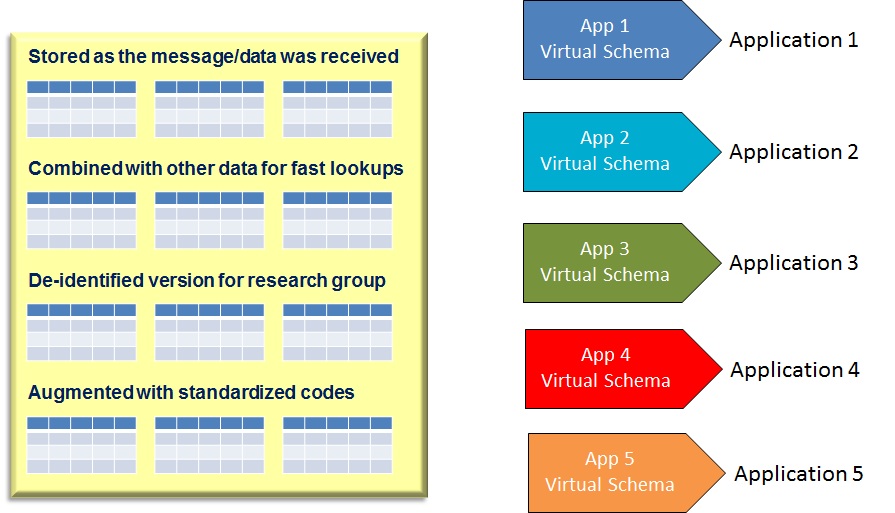 Stored as the message/data was received
Combined with other data for fast lookups
De-identified version for research group
Augmented with standardized codes
App 1
Virtual Schema
Application 1
App 2
Virtual Schema
Application 2
App 3
Virtual Schema
Application 3
App 4
Virtual Schema
Application 4
App 5
Virtual Schema
Application 5